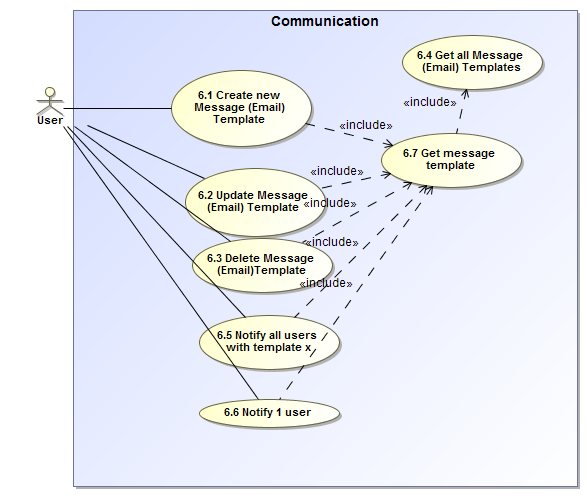 Communication
6.4 Get all Message
(Email) Templates
6.1 Create new
Message (Email)
Template
«include»
User
«include»
6.7 Get message
template
«include»
6.2 Update Message
(Email) Template
«include»
6.3 Delete Message
(Email)Template
«include»
«include»
6.5 Notify all users
with template x
6.6 Notify 1 user